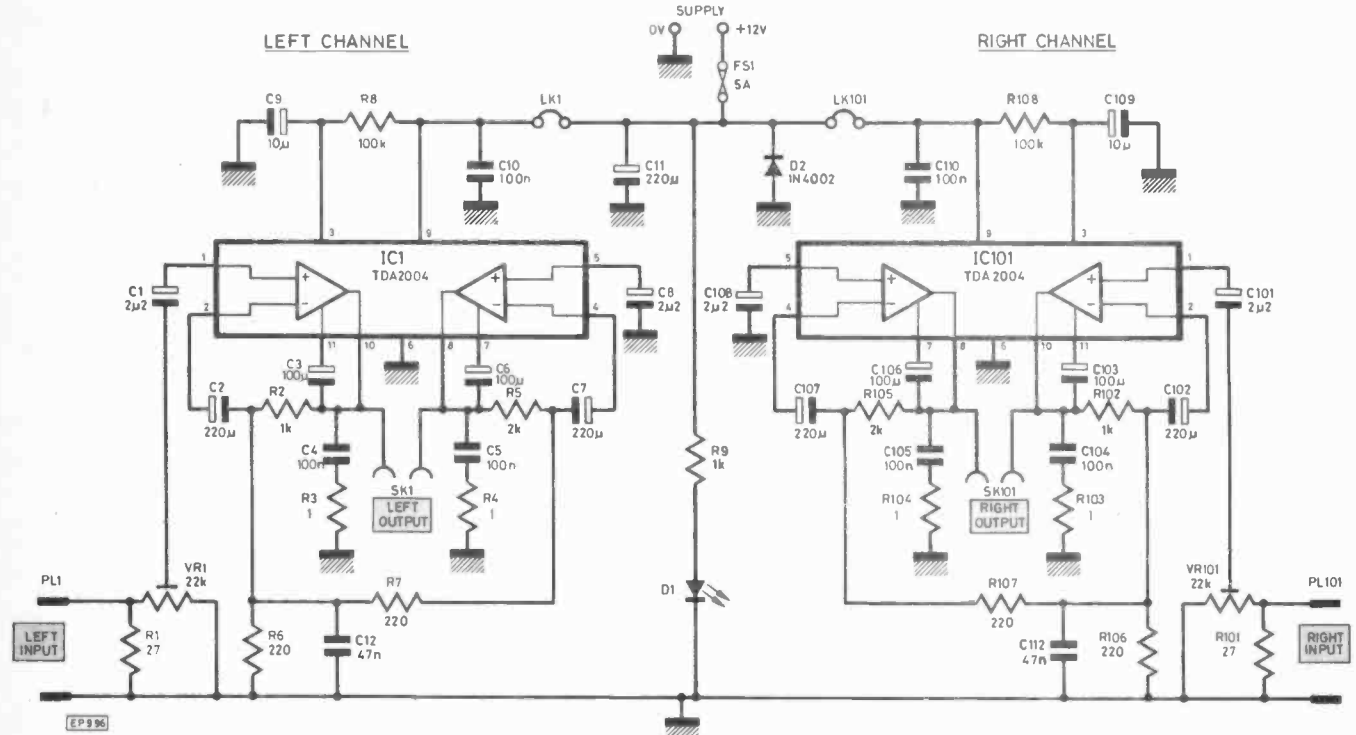 SUPPLY
0V
+12V
LEFT CHANNEL
RIGHT CHANNEL
FS1
5A
C9
10µ
R8
100k
LK1
LK101
R108
100k
C109
10µ
C10
100n
C11
220µ
D2
1N4002
C110
100n
3
9
9
3
IC1
TDA2004
IC101
TDA2004
1
2
5
4
5
4
1
2
C1
2µ2
C8
2µ2
C108
2µ2
C101
2µ2
11
10
6
8
7
7
8
6
10
11
C3
100µ
C6
100µ
C106
100µ
C103
100µ
C2
220µ
R2
1k
R5
2k
C7
220µ
C107
220µ
R105
2k
R102
1k
C102
220µ
C4
100n
C5
100n
R9
1k
C105
100n
C104
100n
R3
1
SK1
LEFT
OUTPUT
R4
1
R104
1
SK101
RIGHT
OUTPUT
R103
1
PL1
VR1
22k
R7
220
D1
R107
220
VR101
22k
PL101
LEFT
INPUT
R1
27
R6
220
C12
47n
C112
47n
R106
220
R101
27
RIGHT
INPUT
EP996